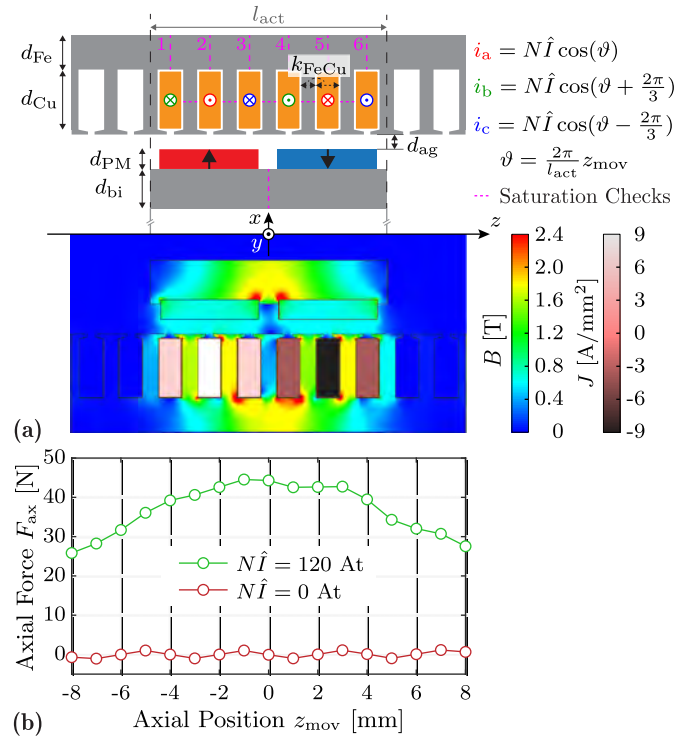 l_act
d_Fe
1 2 3 4 5 6
i_a = NÎ cos(ϑ)
k_FeCu
i_b = NÎ cos(ϑ + 2π/3)
d_Cu
i_c = NÎ cos(ϑ − 2π/3)
d_ag
d_PM
ϑ = 2π/l_act z_mov
d_bi
Saturation Checks
x
z
y
2.4 9
1.8 6
3
1.2 0
B [T]
J [A/mm²]
-3
0.6
-6
0 -9
(a)
50
40
30
20
10
0
Axial Force F_ax [N]
NÎ = 120 At
NÎ = 0 At
-8 -6 -4 -2 0 2 4 6 8
(b)
Axial Position z_mov [mm]